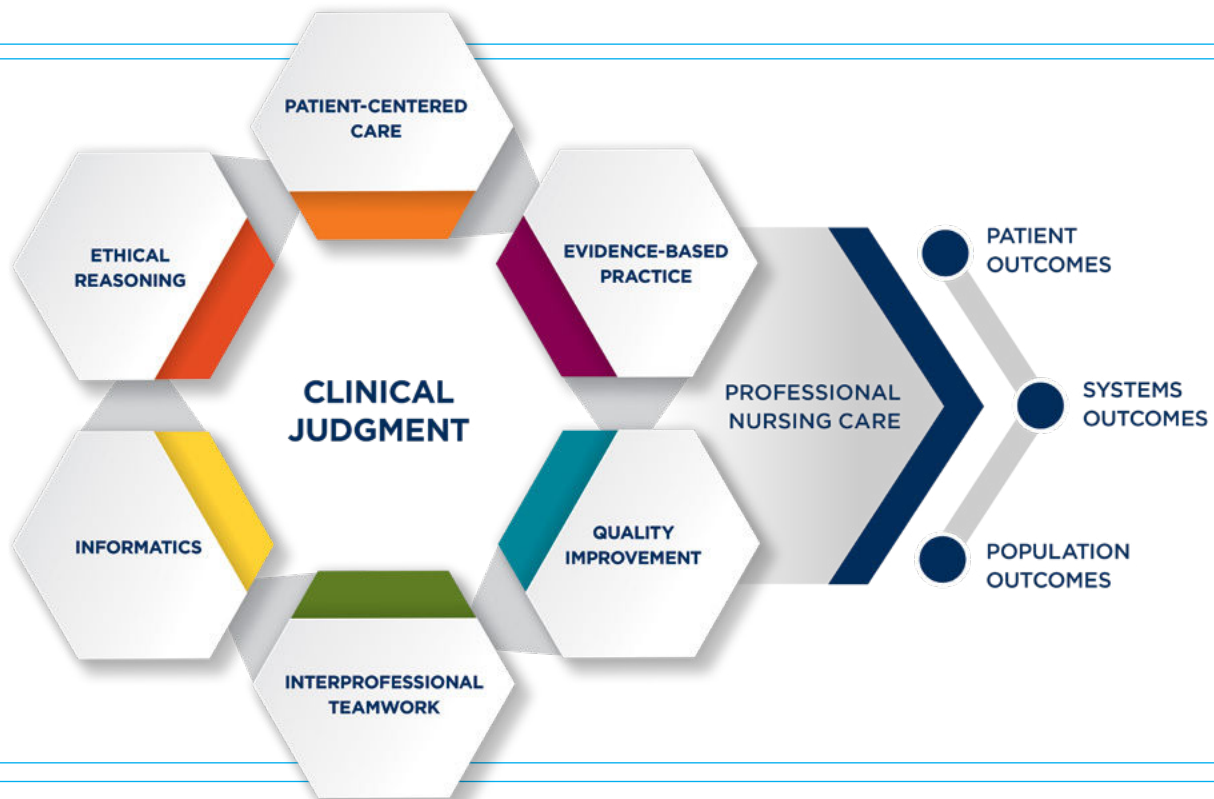 PATIENT-CENTERED
CARE
ETHICAL
REASONING
EVIDENCE-BASED
PRACTICE
CLINICAL
JUDGMENT
INFORMATICS
QUALITY
IMPROVEMENT
INTERPROFESSIONAL
TEAMWORK
PROFESSIONAL
NURSING CARE
PATIENT
OUTCOMES
SYSTEMS
OUTCOMES
POPULATION
OUTCOMES